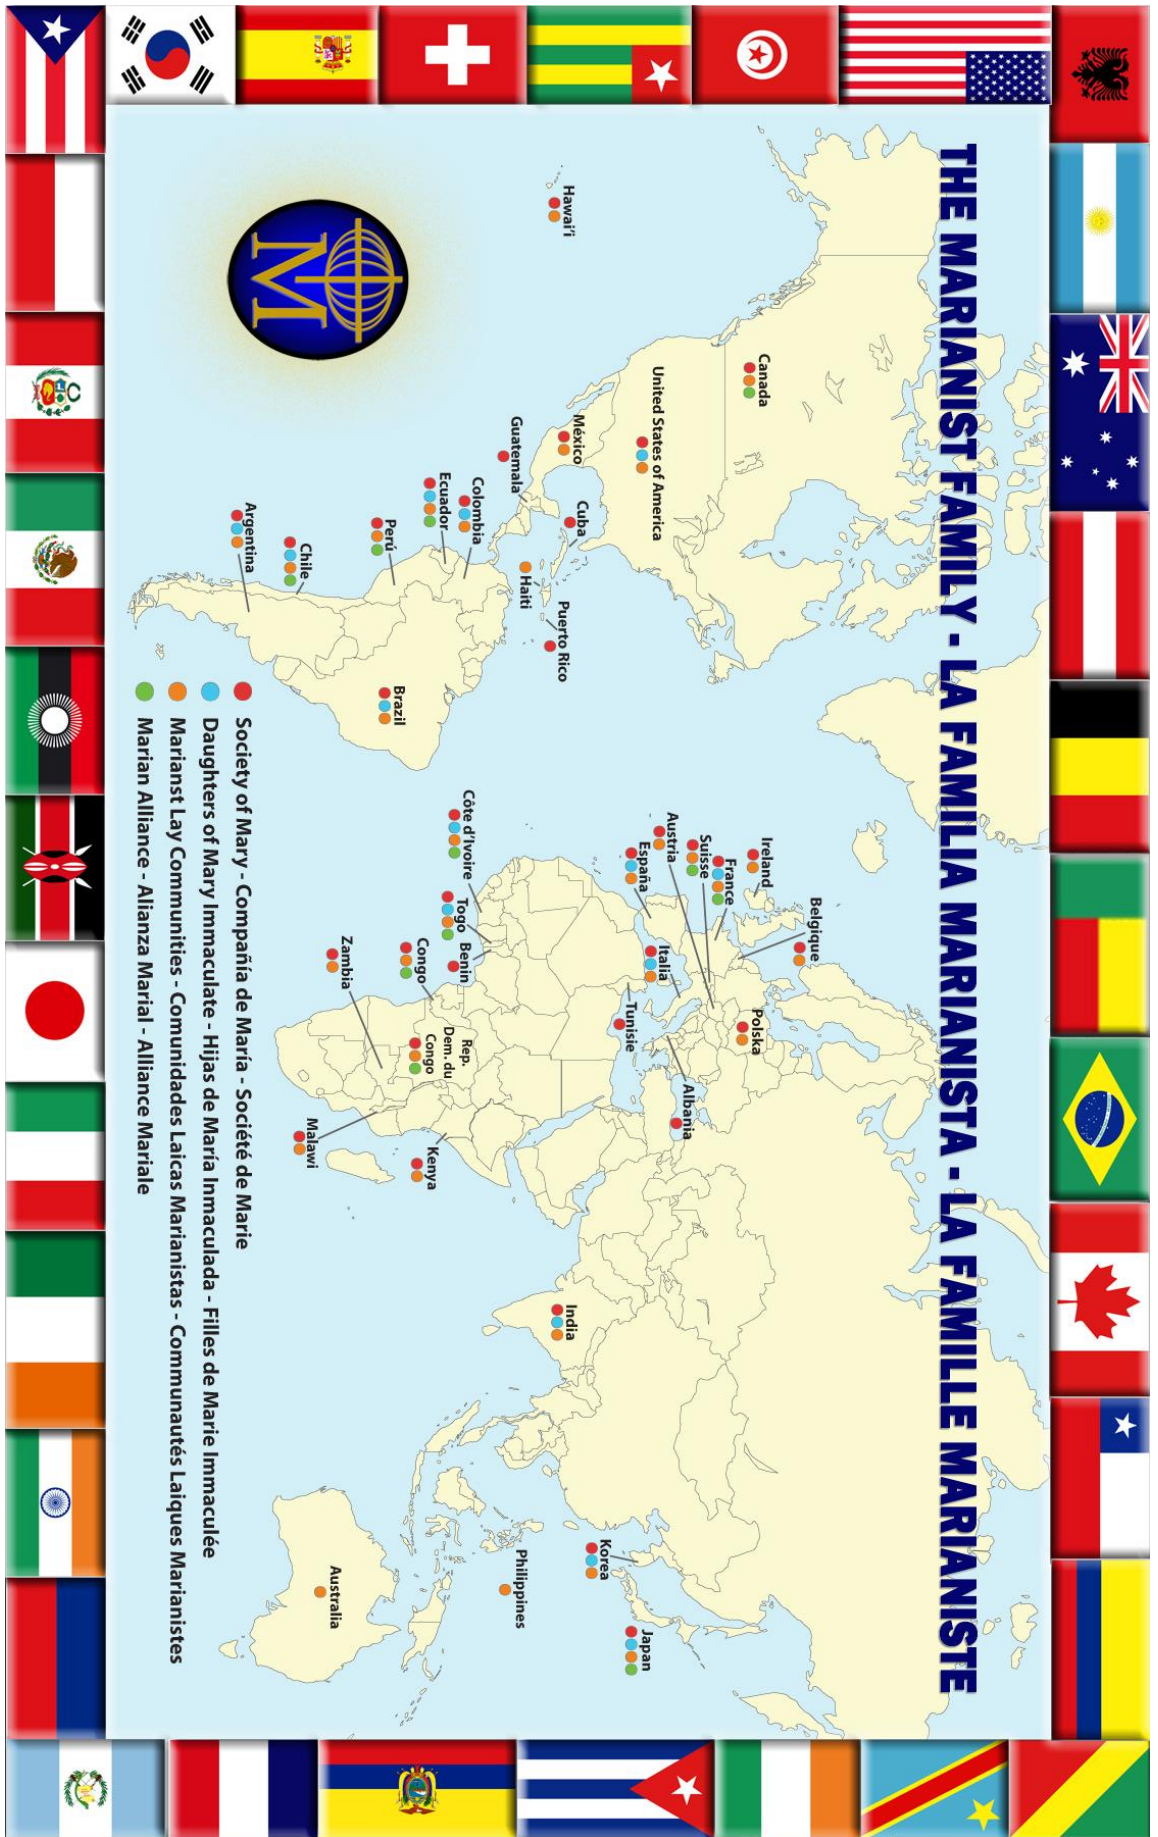 THE MARIANIST FAMILY - LA FAMILIA MARIANISTA - LA FAMILLE MARIANISTE
Canada
United States of America
Hawai'i
México
Guatemala
Cuba
Haiti
Puerto Rico
Colombia
Ecuador
Perú
Chile
Argentina
Brazil
Ireland
Belgique
France
Suisse
Austria
España
Italia
Polska
Albania
Tunisie
Côte d'Ivoire
Togo
Benin
Congo
Rep.
Dem. du
Congo
Zambia
Malawi
Kenya
India
Korea
Japan
Philippines
Australia
M
Society of Mary - Compañía de María - Société de Marie
Daughters of Mary Immaculate - Hijas de María Inmaculada - Filles de Marie Immaculée
Marianst Lay Communities - Comunidades Laicas Marianistas - Communautés Laiques Marianistes
Marian Alliance - Alianza Marial - Alliance Mariale